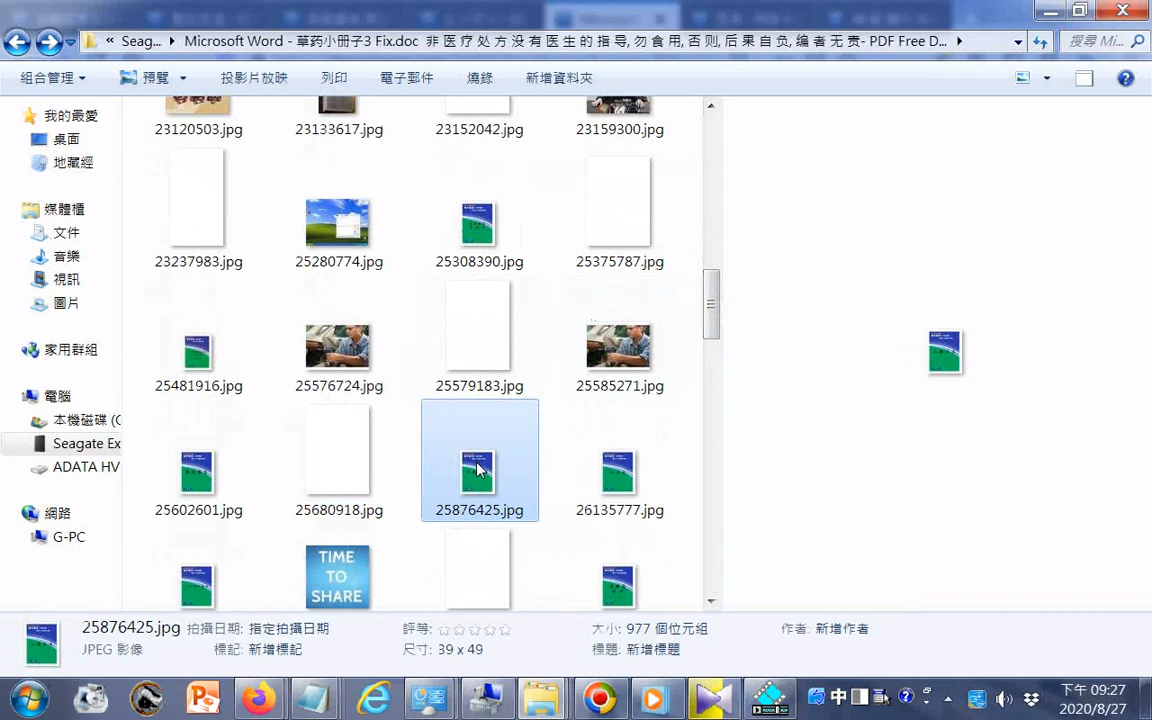 Seag... ▸ Microsoft Word - 草药小册子3 Fix.doc 非医疗处方没有医生的指导,勿食用,否则,后果自负,编者无责- PDF Free D... ▸
搜尋 Mi...
組合管理 預覽 投影片放映 列印 電子郵件 燒錄 新增資料夾
我的最愛
桌面
地藏經
媒體櫃
文件
音樂
視訊
圖片
家用群組
電腦
本機磁碟 (C
Seagate Ex
ADATA HV
網路
G-PC
23120503.jpg 23133617.jpg 23152042.jpg 23159300.jpg
23237983.jpg 25280774.jpg 25308390.jpg 25375787.jpg
25481916.jpg 25576724.jpg 25579183.jpg 25585271.jpg
25602601.jpg 25680918.jpg 25876425.jpg 26135777.jpg
TIME
TO
SHARE
25876425.jpg 拍攝日期: 指定拍攝日期 評等: 大小: 977 個位元組 作者: 新增作者
JPEG 影像 標記: 新增標記 尺寸: 39 x 49 標題: 新增標題
中
下午 09:27
2020/8/27